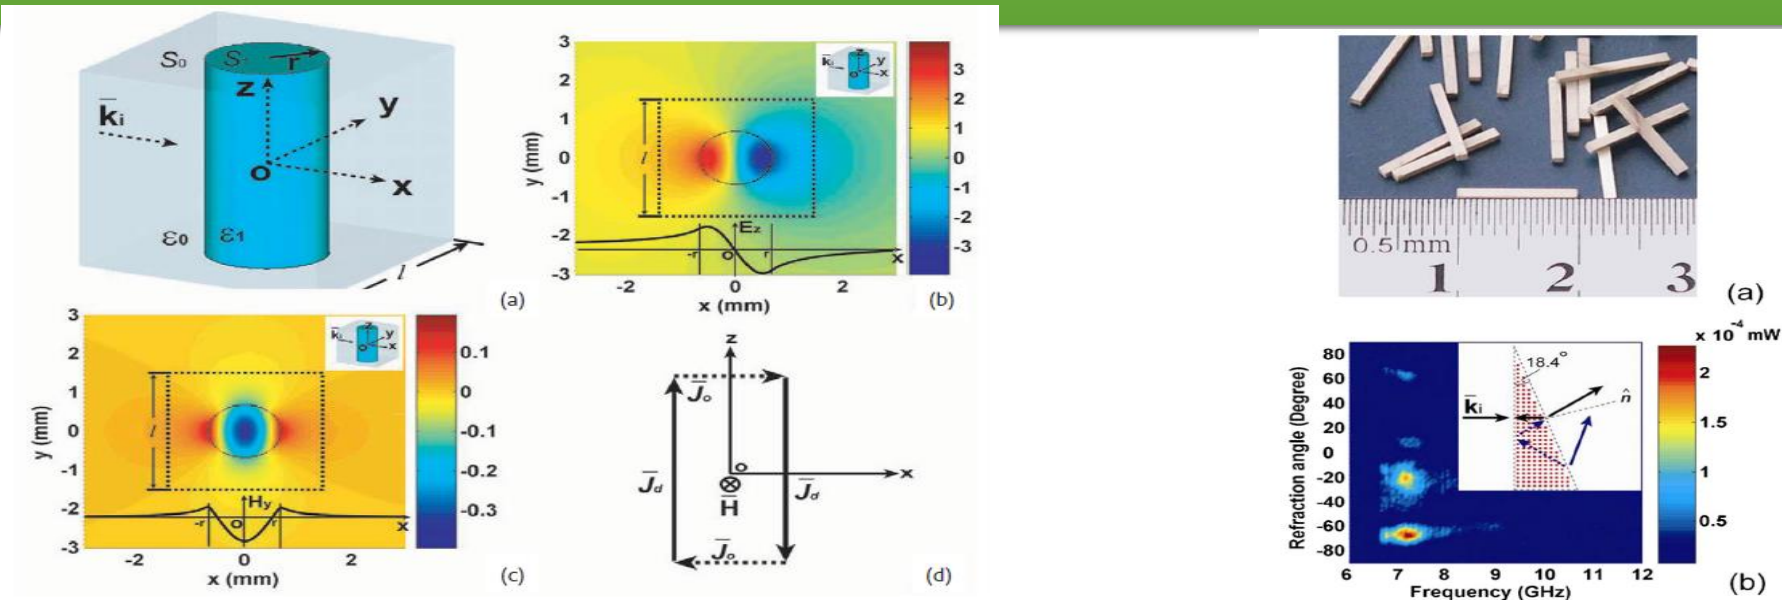 S₀ S₁ r
z
y
k̄i
o
x
ε₀ ε₁
l
(a)
3
2
1
0
-1
-2
-3
y (mm)
l
Ez
-r o r x
-2 0 2
x (mm)
z
k̄i y
o x
3
2
1
0
-1
-2
-3
(b)
3
2
1
0
-1
-2
-3
y (mm)
l
Hy
-r o r x
-2 0 2
x (mm)
z
k̄i y
o x
0.1
0
-0.1
-0.2
-0.3
(c)
z
J̄o
o
x
J̄d H̄ J̄d
J̄o
(d)
0.5 mm
1 2 3
(a)
x 10⁻⁴ mW
80
60
40
20
0
-20
-40
-60
-80
Refraction angle (Degree)
18.4°
k̄i
n̂
2
1.5
1
0.5
6 7 8 9 10 11 12
Frequency (GHz)
(b)